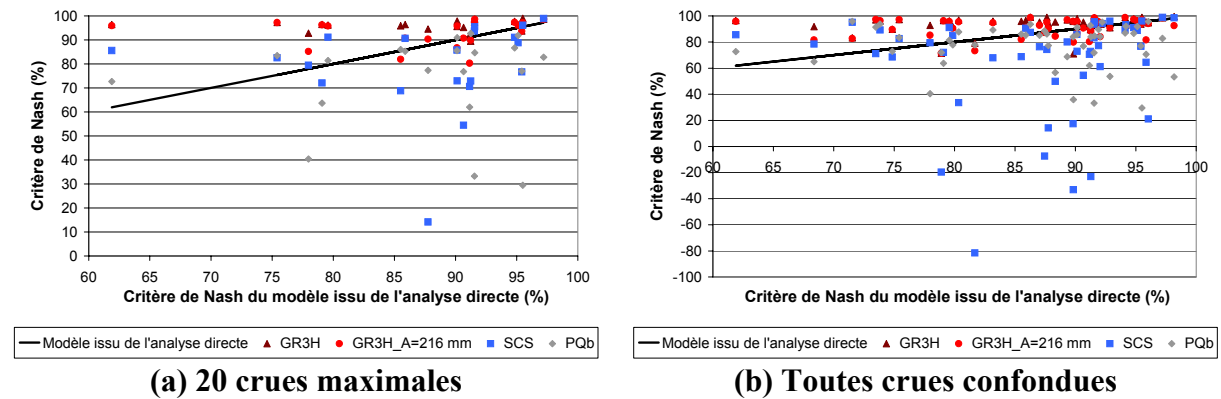 Critère de Nash (%)
100
90
80
70
60
50
40
30
20
10
0
60 65 70 75 80 85 90 95 100
Critère de Nash du modèle issu de l'analyse directe (%)
Modèle issu de l'analyse directe GR3H GR3H_A=216 mm SCS PQb
(a) 20 crues maximales
Critère de Nash (%)
100
80
60
40
20
0
-20
-40
-60
-80
-100
60 65 70 75 80 85 90 95 100
Critère de Nash du modèle issu de l'analyse directe (%)
Modèle issu de l'analyse directe GR3H GR3H_A=216 mm SCS PQb
(b) Toutes crues confondues